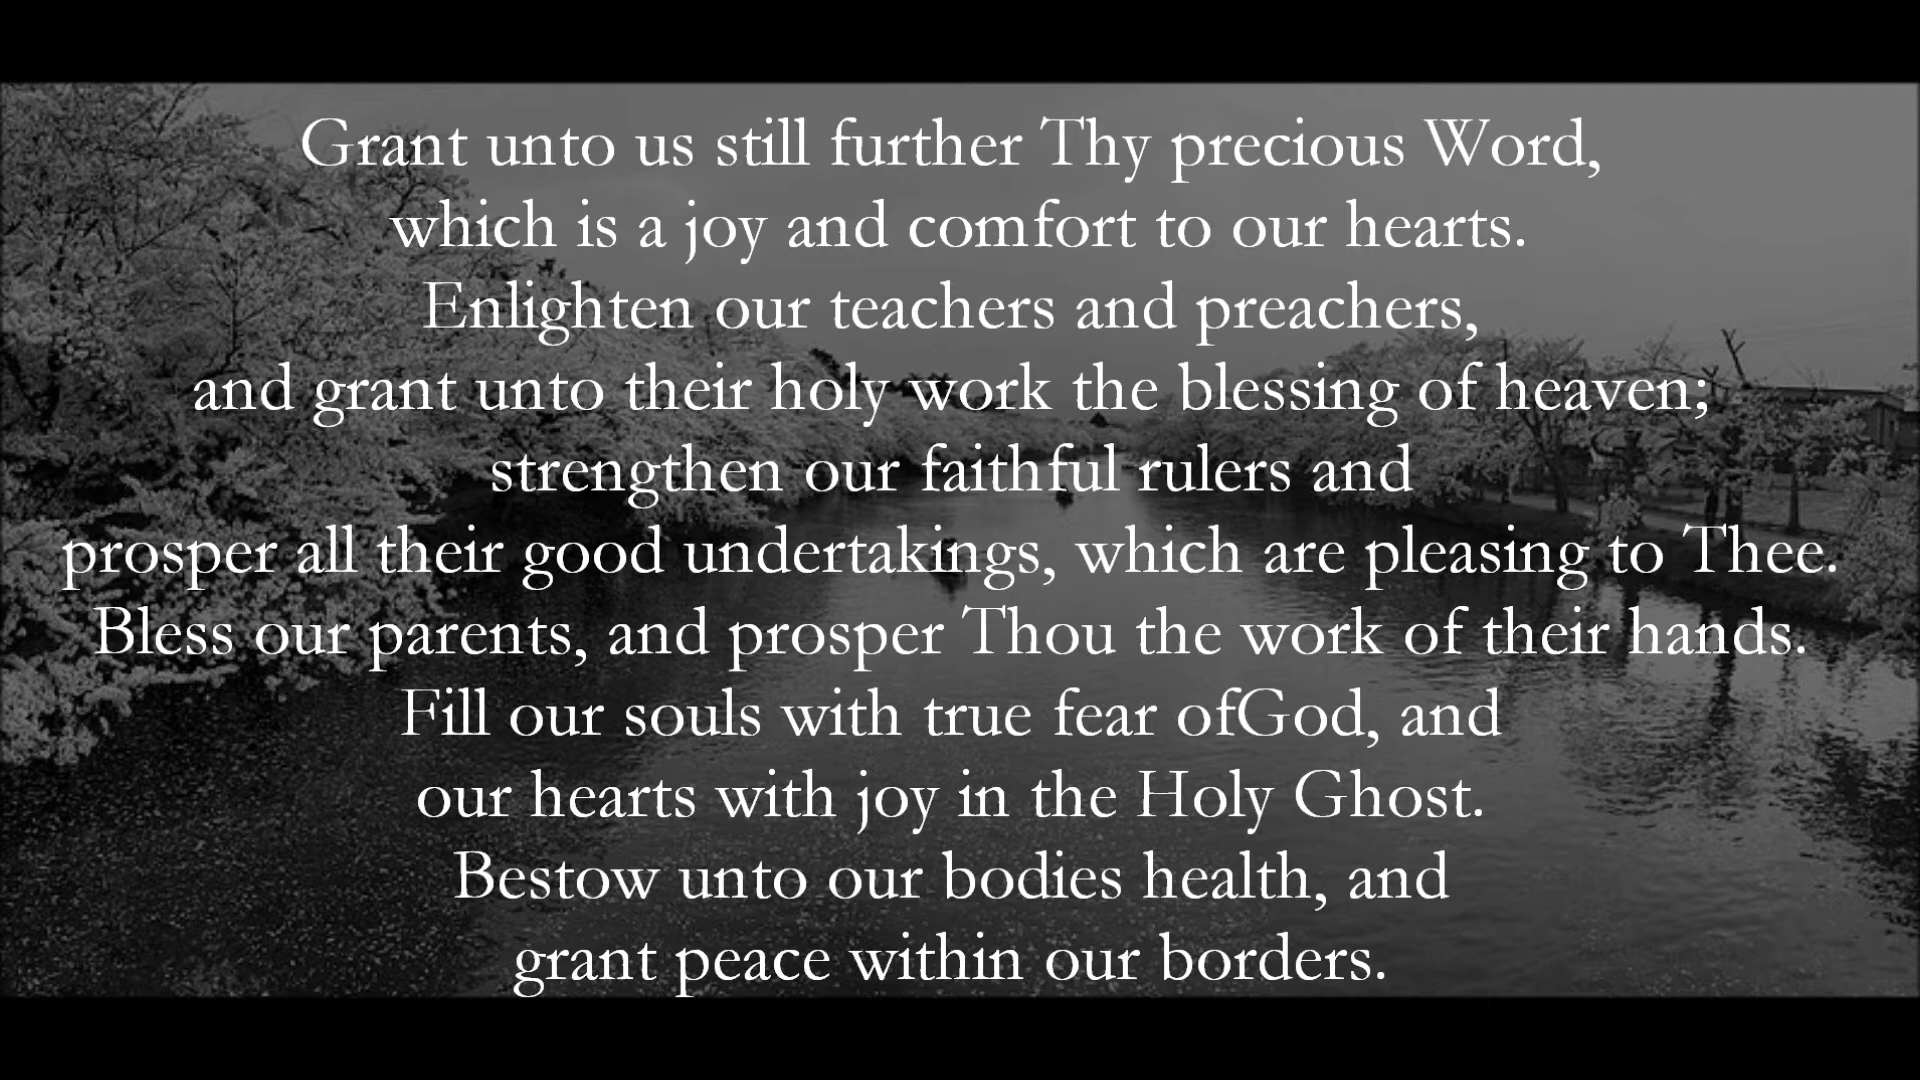 Grant unto us still further Thy precious Word,
which is a joy and comfort to our hearts.
Enlighten our teachers and preachers,
and grant unto their holy work the blessing of heaven;
strengthen our faithful rulers and
prosper all their good undertakings, which are pleasing to Thee.
Bless our parents, and prosper Thou the work of their hands.
Fill our souls with true fear ofGod, and
our hearts with joy in the Holy Ghost.
Bestow unto our bodies health, and
grant peace within our borders.